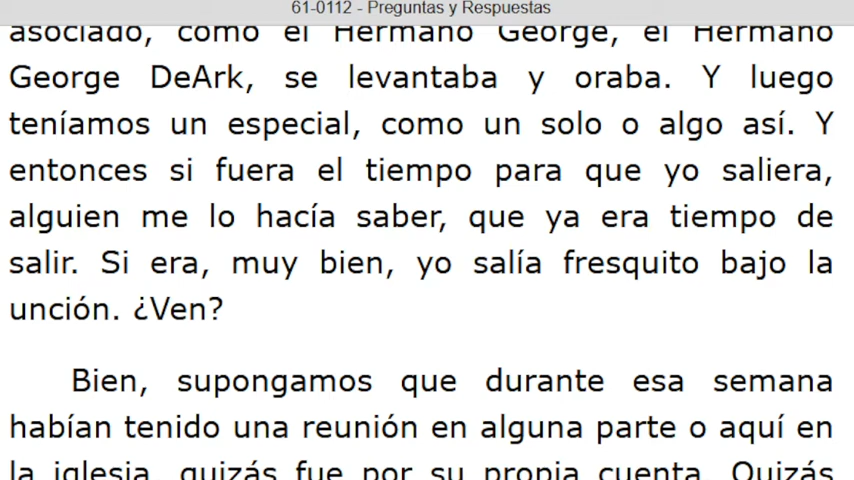 61-0112 - Preguntas y Respuestas
asociado, como el Hermano George, el Hermano
George DeArk, se levantaba y oraba. Y luego
teníamos un especial, como un solo o algo así. Y
entonces si fuera el tiempo para que yo saliera,
alguien me lo hacía saber, que ya era tiempo de
salir. Si era, muy bien, yo salía fresquito bajo la
unción. ¿Ven?
Bien, supongamos que durante esa semana
habían tenido una reunión en alguna parte o aquí en
la iglesia, quizás fue por su propia cuenta. Quizás